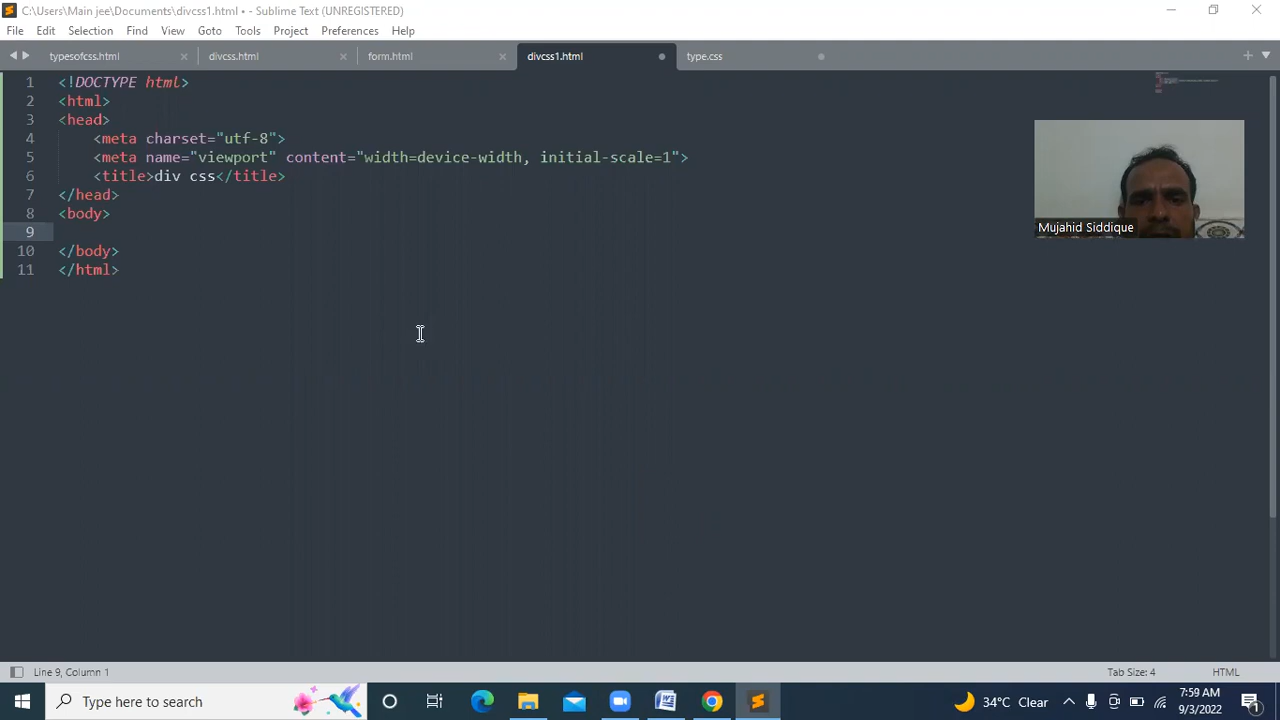 C:\Users\Main jee\Documents\divcss1.html • - Sublime Text (UNREGISTERED)
File Edit Selection Find View Goto Tools Project Preferences Help
typesofcss.html divcss.html form.html divcss1.html type.css
1 <!DOCTYPE html>
2 <html>
3 <head>
4 <meta charset="utf-8">
5 <meta name="viewport" content="width=device-width, initial-scale=1">
6 <title>div css</title>
7 </head>
8 <body>
9
10 </body>
11 </html>
Mujahid Siddique
Line 9, Column 1 Tab Size: 4 HTML
Type here to search 34°C Clear 7:59 AM
9/3/2022 1